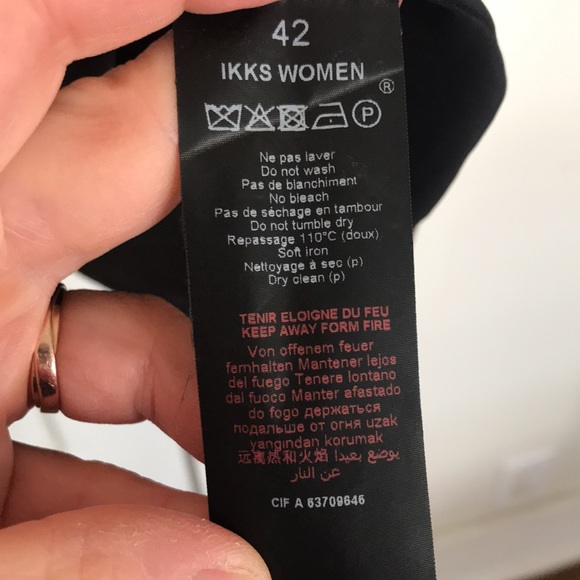 42
IKKS WOMEN
®
P
Ne pas laver
Do not wash
Pas de blanchiment
No bleach
Pas de séchage en tambour
Do not tumble dry
Repassage 110°C (doux)
Soft iron
Nettoyage à sec (p)
Dry clean (p)
TENIR ELOIGNE DU FEU
KEEP AWAY FORM FIRE
Von offenem feuer
fernhalten Mantener lejos
del fuego Tenere lontano
dal fuoco Manter afastado
do fogo держаться
подальше от огня uzak
yangından korumak
远离热和火焰 يوضع بعيدا
عن النار
CIF A 63709646